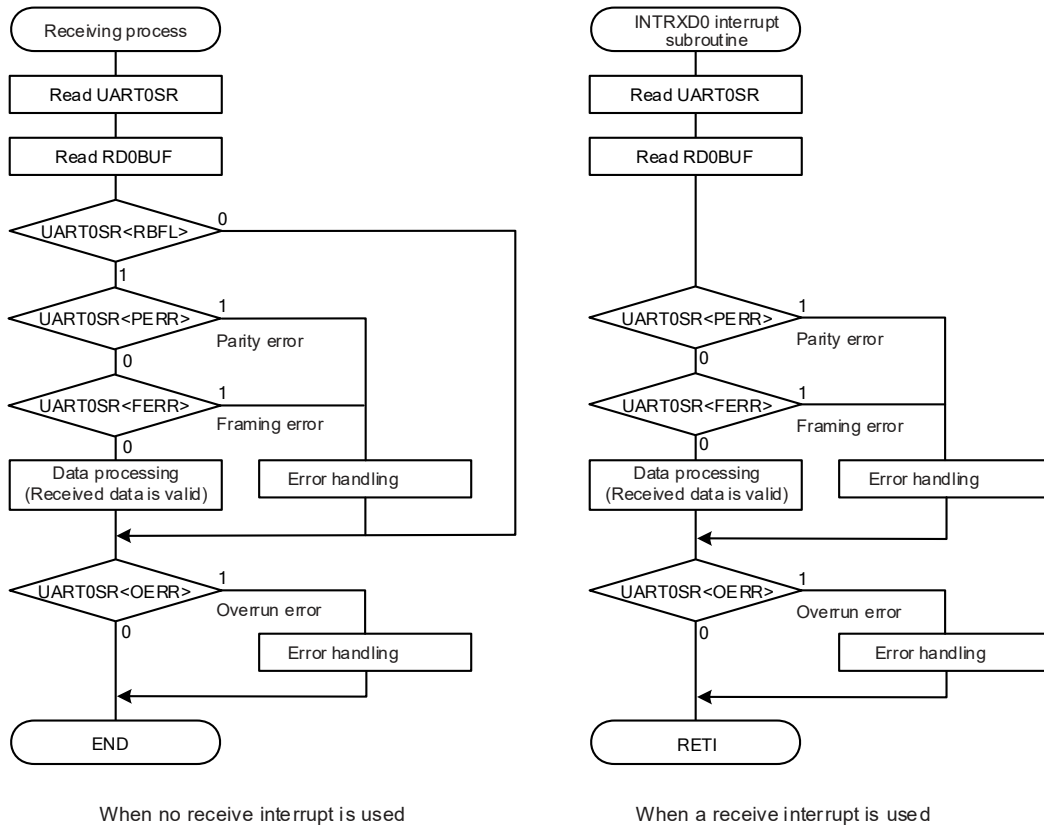 Receiving process
Read UART0SR
Read RD0BUF
UART0SR<RBFL>
0
1
UART0SR<PERR>
1
Parity error
0
UART0SR<FERR>
1
Framing error
0
Data processing
(Received data is valid)
Error handling
UART0SR<OERR>
1
Overrun error
0
Error handling
END
When no receive interrupt is used
INTRXD0 interrupt
subroutine
Read UART0SR
Read RD0BUF
UART0SR<PERR>
1
Parity error
0
UART0SR<FERR>
1
Framing error
0
Data processing
(Received data is valid)
Error handling
UART0SR<OERR>
1
Overrun error
0
Error handling
RETI
When a receive interrupt is used